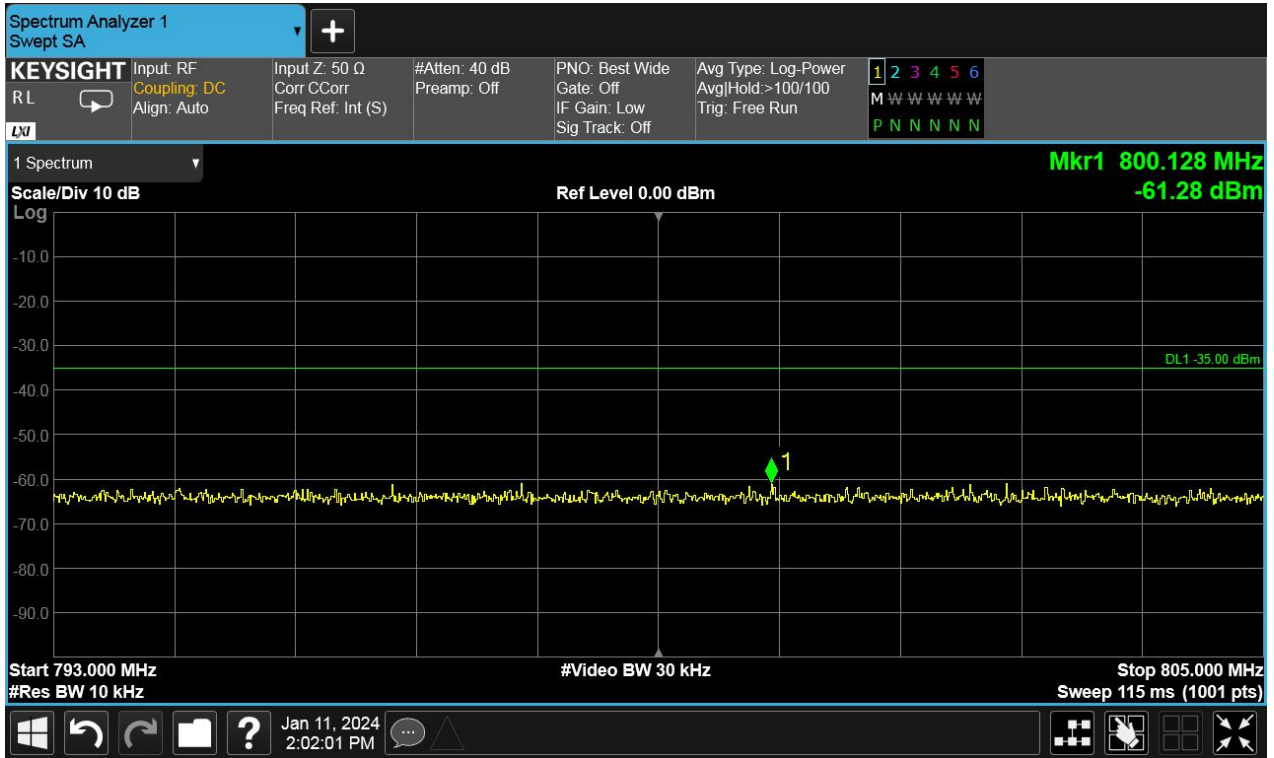 Spectrum Analyzer 1
Swept SA
+
KEYSIGHT
R L
LXI
Input: RF
Coupling: DC
Align: Auto
Input Z: 50 Ω
Corr CCorr
Freq Ref: Int (S)
#Atten: 40 dB
Preamp: Off
PNO: Best Wide
Gate: Off
IF Gain: Low
Sig Track: Off
Avg Type: Log-Power
Avg|Hold:>100/100
Trig: Free Run
1 2 3 4 5 6
M W W W W W
P N N N N N
1 Spectrum
Mkr1 800.128 MHz
-61.28 dBm
Scale/Div 10 dB
Ref Level 0.00 dBm
Log
-10.0
-20.0
-30.0
DL1 -35.00 dBm
-40.0
-50.0
1
-60.0
-70.0
-80.0
-90.0
Start 793.000 MHz
#Video BW 30 kHz
Stop 805.000 MHz
#Res BW 10 kHz
Sweep 115 ms (1001 pts)
?
Jan 11, 2024
2:02:01 PM